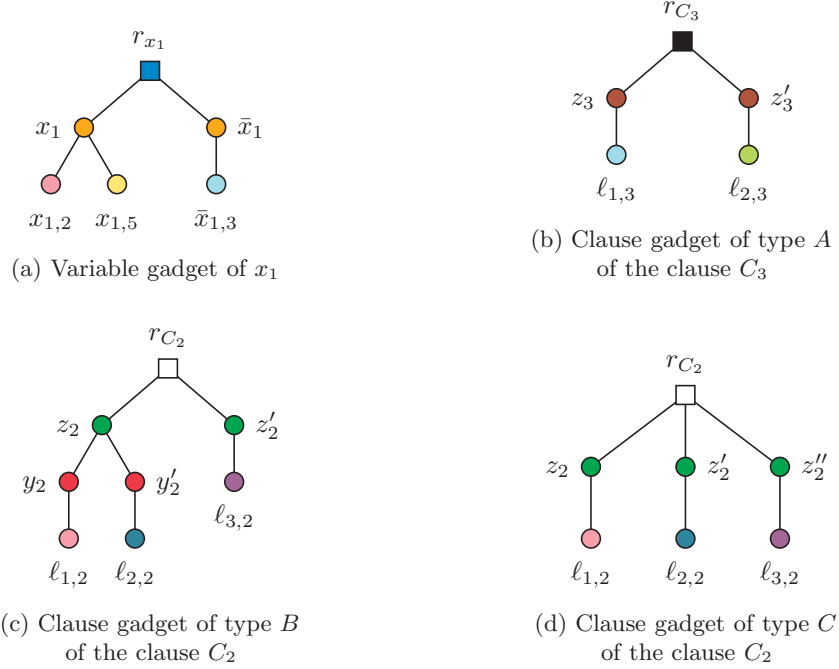 r_{x_1}
x_1 x̄_1
x_{1,2} x_{1,5} x̄_{1,3}
(a) Variable gadget of x_1
r_{C_3}
z_3 z′_3
ℓ_{1,3} ℓ_{2,3}
(b) Clause gadget of type A
of the clause C_3
r_{C_2}
z_2 z′_2
y_2 y′_2
ℓ_{3,2}
ℓ_{1,2} ℓ_{2,2}
(c) Clause gadget of type B
of the clause C_2
r_{C_2}
z_2 z′_2 z″_2
ℓ_{1,2} ℓ_{2,2} ℓ_{3,2}
(d) Clause gadget of type C
of the clause C_2